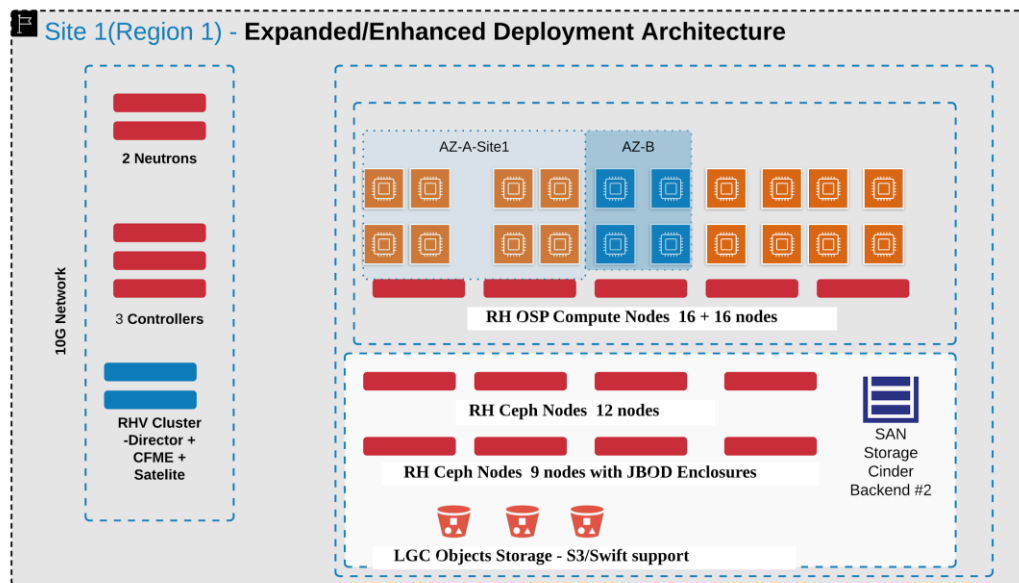 Site 1(Region 1) - Expanded/Enhanced Deployment Architecture
10G Network
2 Neutrons
3 Controllers
RHV Cluster
-Director +
CFME +
Satelite
AZ-A-Site1
AZ-B
RH OSP Compute Nodes 16 + 16 nodes
RH Ceph Nodes 12 nodes
RH Ceph Nodes 9 nodes with JBOD Enclosures
LGC Objects Storage - S3/Swift support
SAN
Storage
Cinder
Backend #2